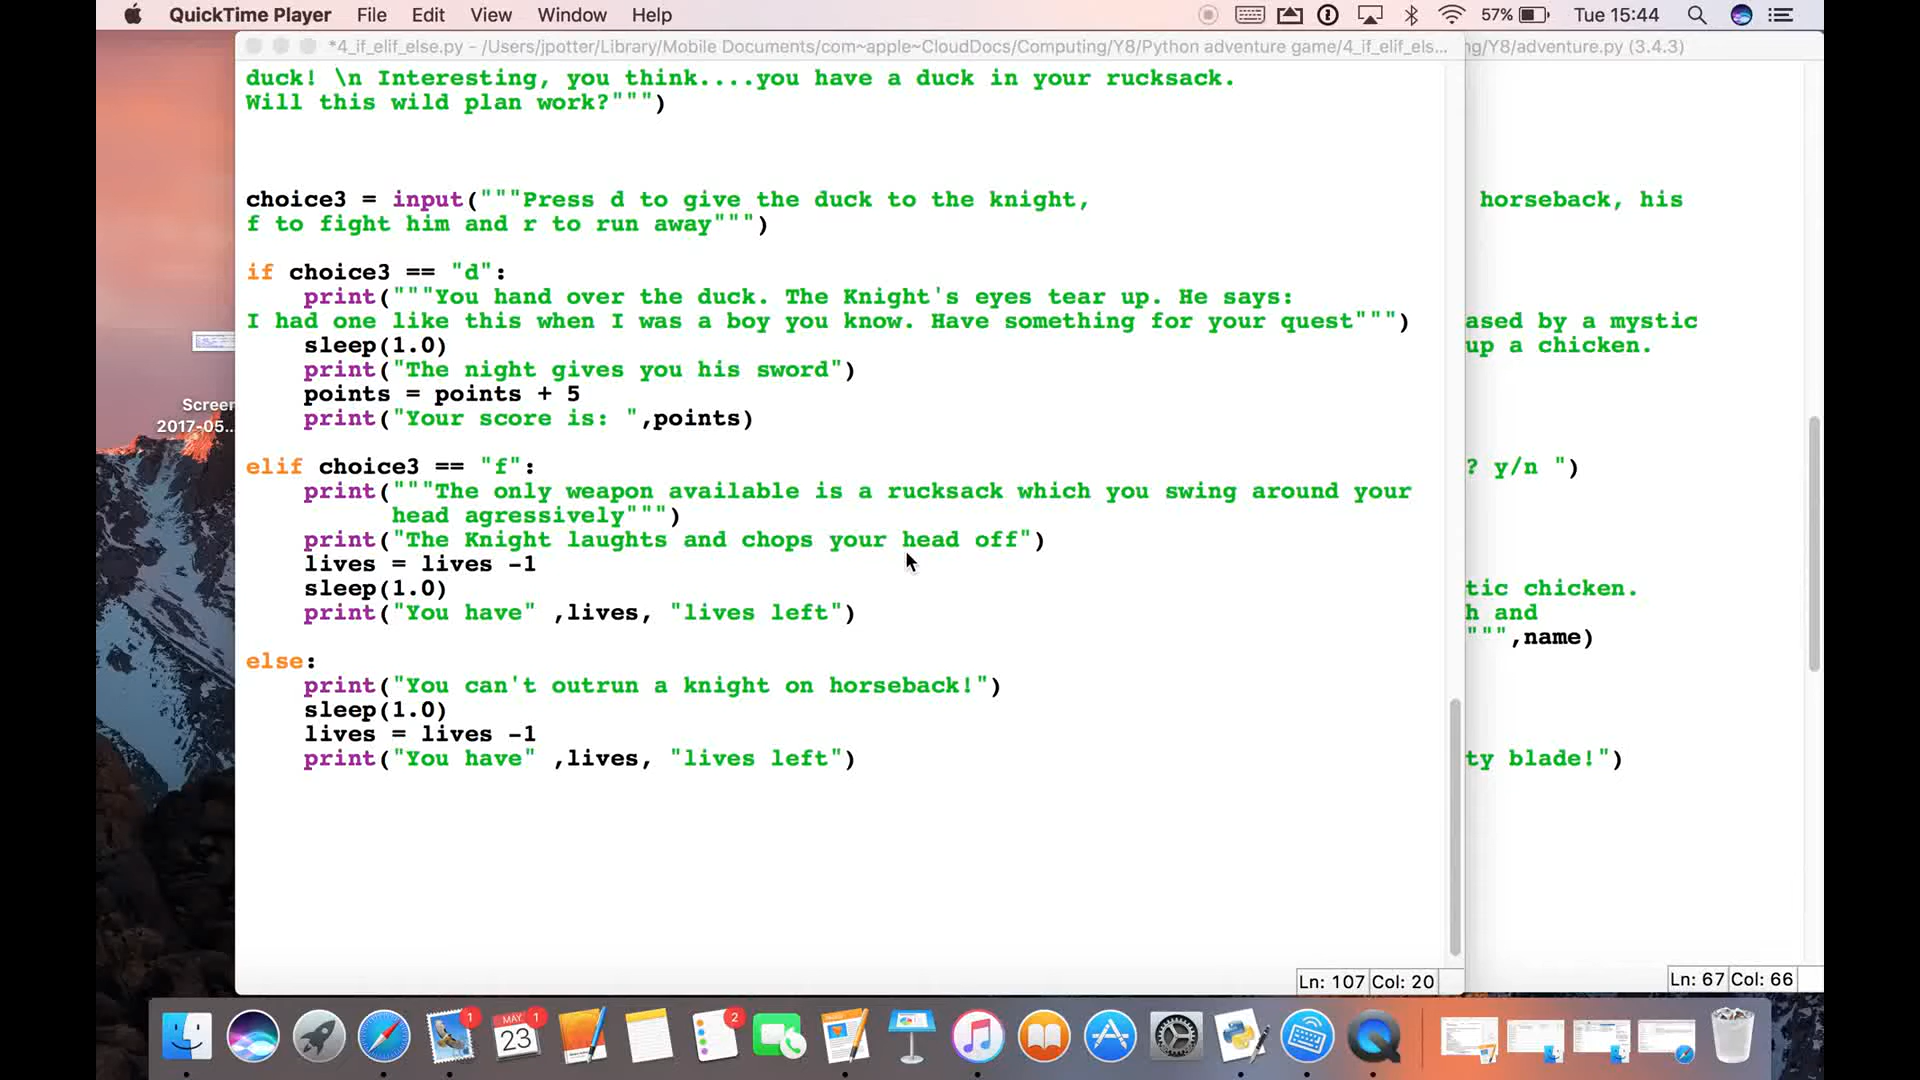 QuickTime Player File Edit View Window Help 57% Tue 15:44
*4_if_elif_else.py - /Users/jpotter/Library/Mobile Documents/com~apple~CloudDocs/Computing/Y8/Python adventure game/4_if_elif_els...
ng/Y8/adventure.py (3.4.3)
duck! \n Interesting, you think....you have a duck in your rucksack.
Will this wild plan work?""")
choice3 = input("""Press d to give the duck to the knight,
f to fight him and r to run away""")
if choice3 == "d":
print("""You hand over the duck. The Knight's eyes tear up. He says:
I had one like this when I was a boy you know. Have something for your quest""")
sleep(1.0)
print("The night gives you his sword")
points = points + 5
print("Your score is: ",points)
elif choice3 == "f":
print("""The only weapon available is a rucksack which you swing around your
head agressively""")
print("The Knight laughts and chops your head off")
lives = lives -1
sleep(1.0)
print("You have" ,lives, "lives left")
else:
print("You can't outrun a knight on horseback!")
sleep(1.0)
lives = lives -1
print("You have" ,lives, "lives left")
Ln: 107 Col: 20
horseback, his
ased by a mystic
up a chicken.
? y/n ")
tic chicken.
h and
""",name)
ty blade!")
Ln: 67 Col: 66
Screen
2017-05...
1
MAY
23
1
2